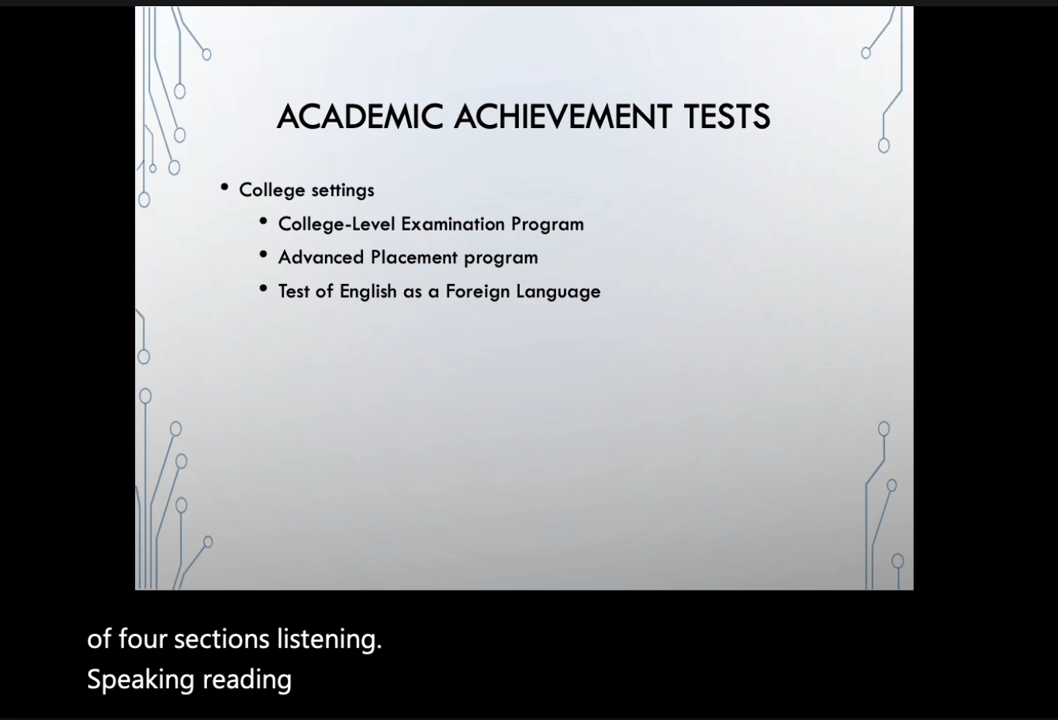 ACADEMIC ACHIEVEMENT TESTS
• College settings
• College-Level Examination Program
• Advanced Placement program
• Test of English as a Foreign Language
of four sections listening.
Speaking reading